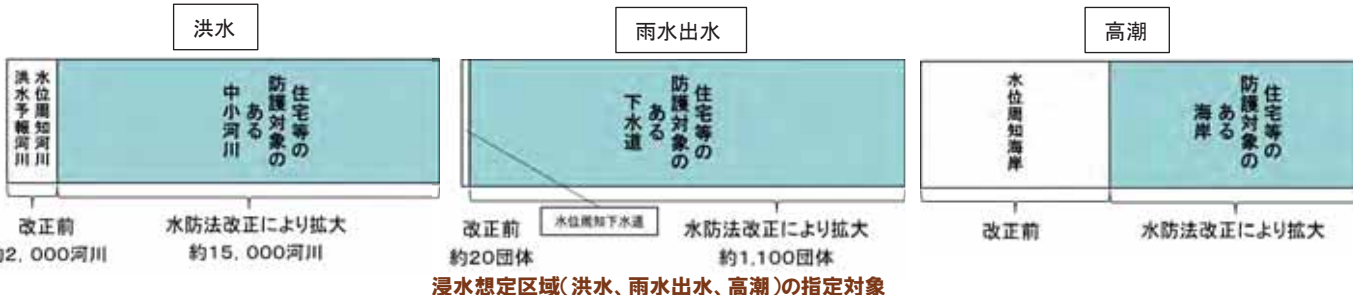 洪水
洪水予報河川
水位周知河川
住宅等の
防護対象の
ある
中小河川
改正前
約2,000河川
水防法改正により拡大
約15,000河川
雨水出水
住宅等の
防護対象の
ある
下水道
水位周知下水道
改正前
約20団体
水防法改正により拡大
約1,100団体
高潮
水位周知海岸
住宅等の
防護対象の
ある
海岸
改正前
水防法改正により拡大
浸水想定区域(洪水、雨水出水、高潮)の指定対象